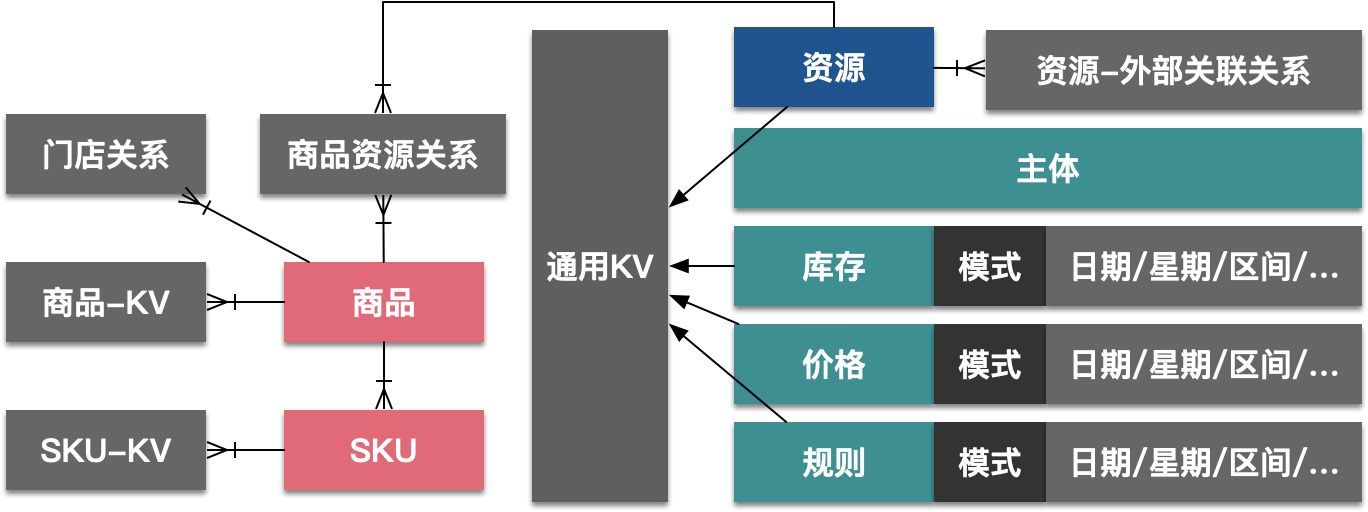 资源
资源-外部关联关系
门店关系
商品资源关系
主体
通用KV
库存
模式
日期/星期/区间/...
商品-KV
商品
价格
模式
日期/星期/区间/...
SKU-KV
SKU
规则
模式
日期/星期/区间/...